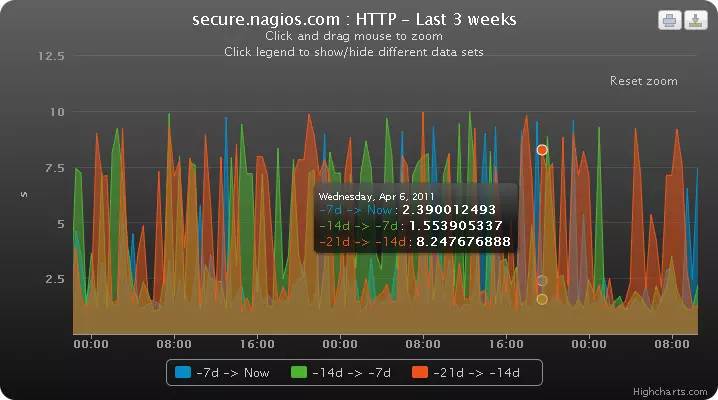 secure.nagios.com : HTTP - Last 3 weeks
Click and drag mouse to zoom
Click legend to show/hide different data sets
12.5
Reset zoom
10
7.5
s
5
2.5
Wednesday, Apr 6, 2011
-7d -> Now: 2.390012493
-14d -> -7d: 1.553905337
-21d -> -14d: 8.247676888
00:00 08:00 16:00 00:00 08:00 16:00 00:00 08:00
-7d -> Now -14d -> -7d -21d -> -14d
Highcharts.com